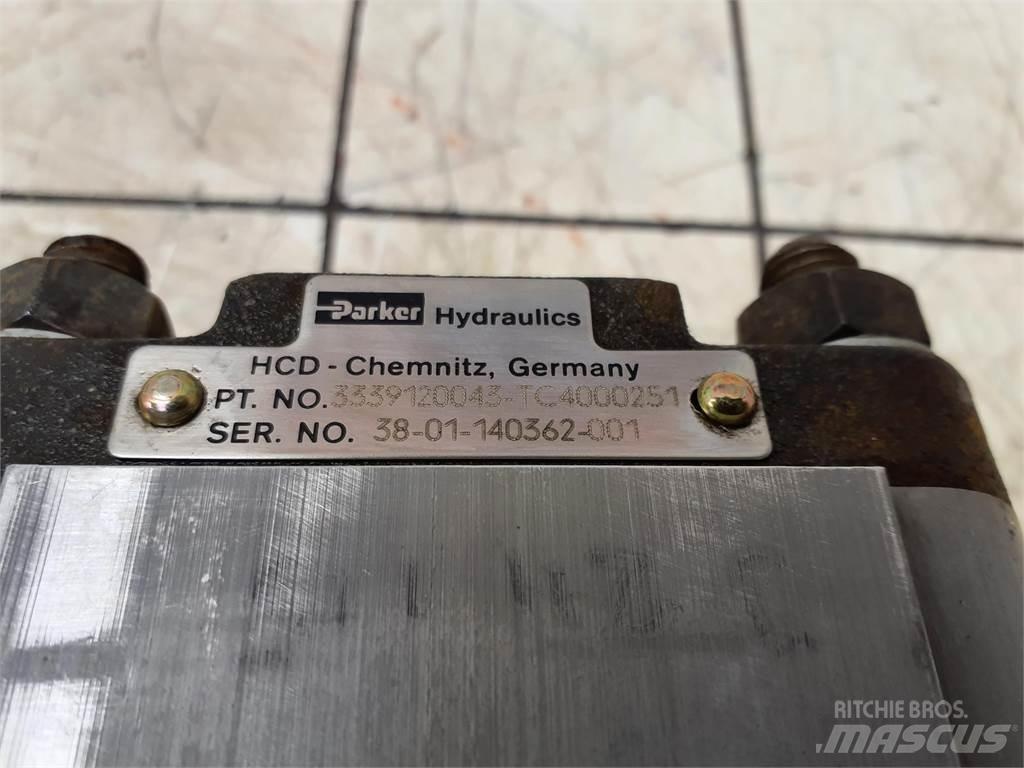 Parker Hydraulics
HCD - Chemnitz, Germany
PT. NO. 3339120043-TC4000251
SER. NO. 38-01-140362-001
RITCHIE BROS.
MASCUS